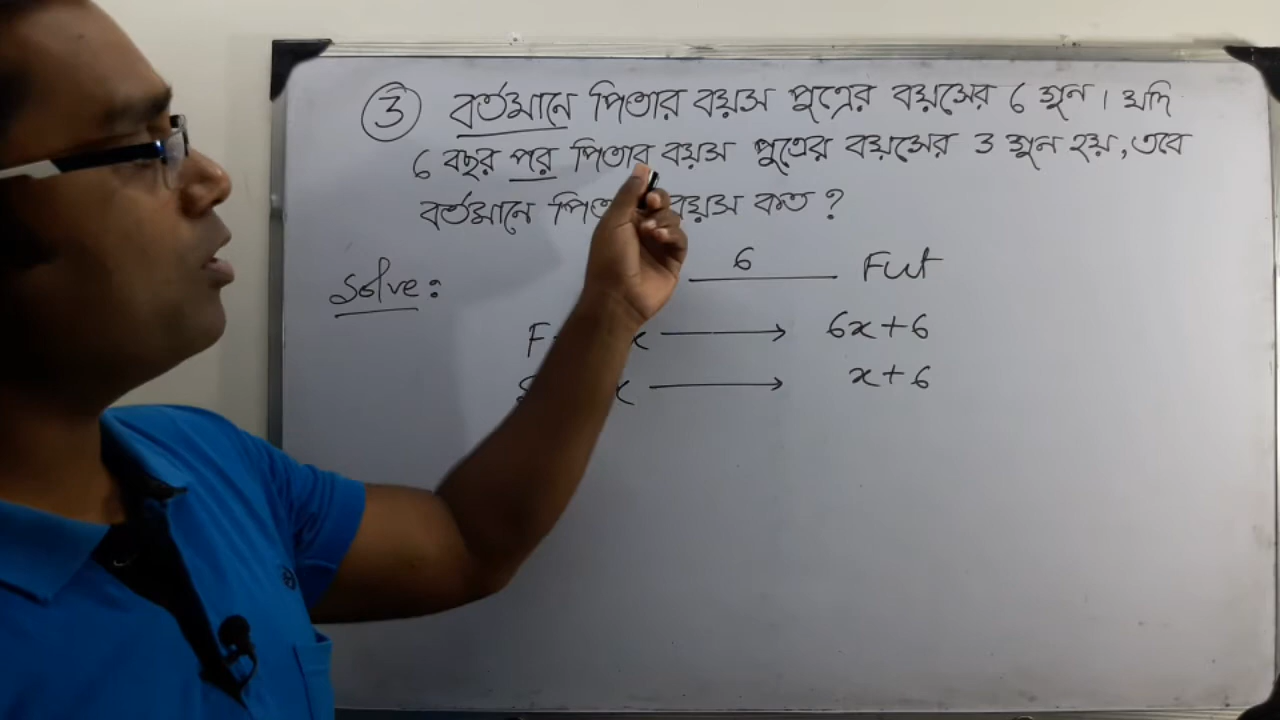 ③ বর্তমানে পিতার বয়স পুত্রের বয়সের 6 গুন। যদি
6 বছর পর পিতার বয়স পুত্রের বয়সের 3 গুন হয়, তবে
বর্তমানে বয়স কত ?
6 Fut
Solve:
F x → 6x+6
x → x+6